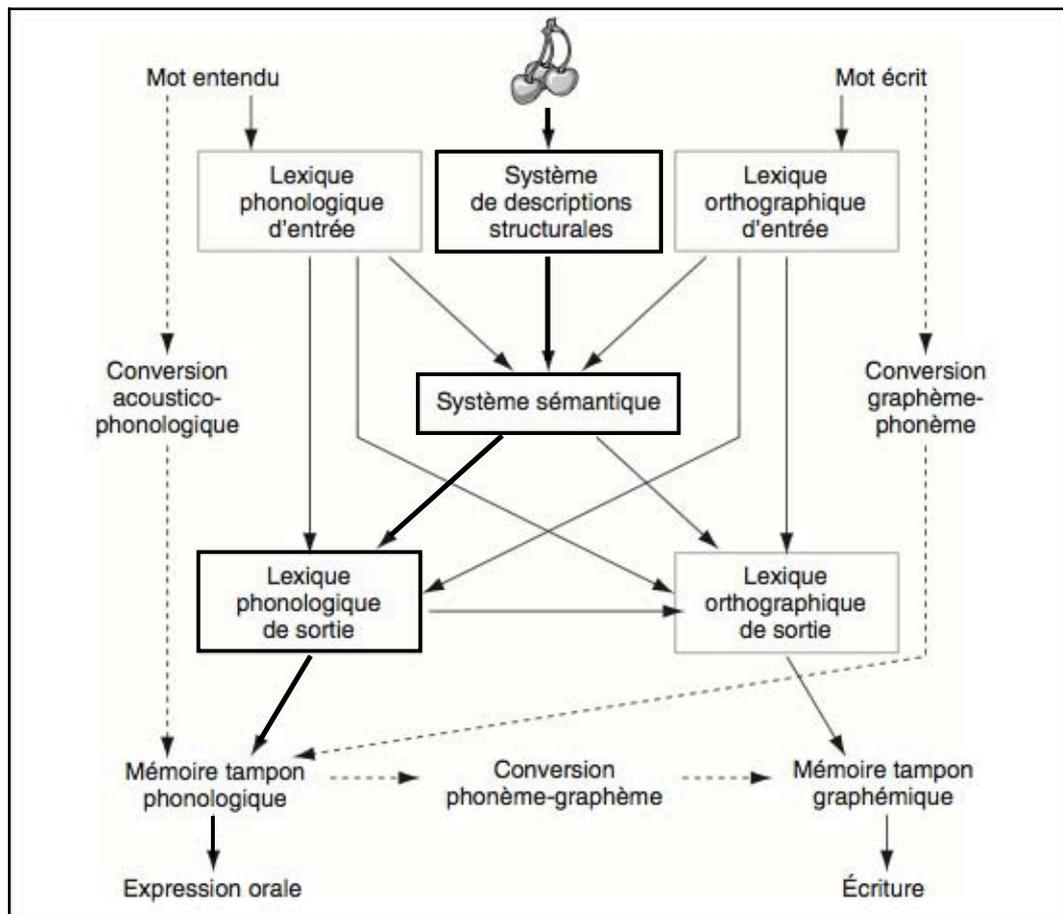 Mot entendu
Mot écrit
Lexique
phonologique
d'entrée
Système
de descriptions
structurales
Lexique
orthographique
d'entrée
Conversion
acoustico-
phonologique
Système sémantique
Conversion
graphème-
phonème
Lexique
phonologique
de sortie
Lexique
orthographique
de sortie
Mémoire tampon
phonologique
Conversion
phonème-graphème
Mémoire tampon
graphémique
Expression orale
Écriture